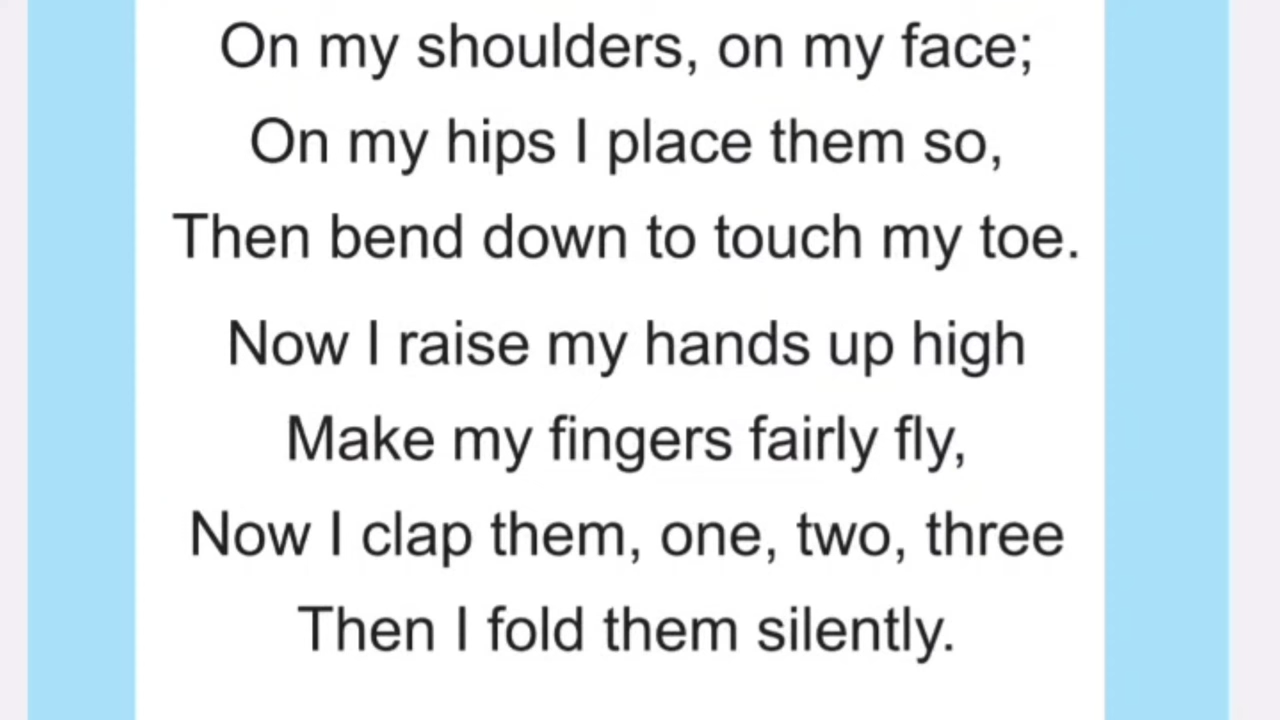 On my shoulders, on my face;
On my hips I place them so,
Then bend down to touch my toe.
Now I raise my hands up high
Make my fingers fairly fly,
Now I clap them, one, two, three
Then I fold them silently.